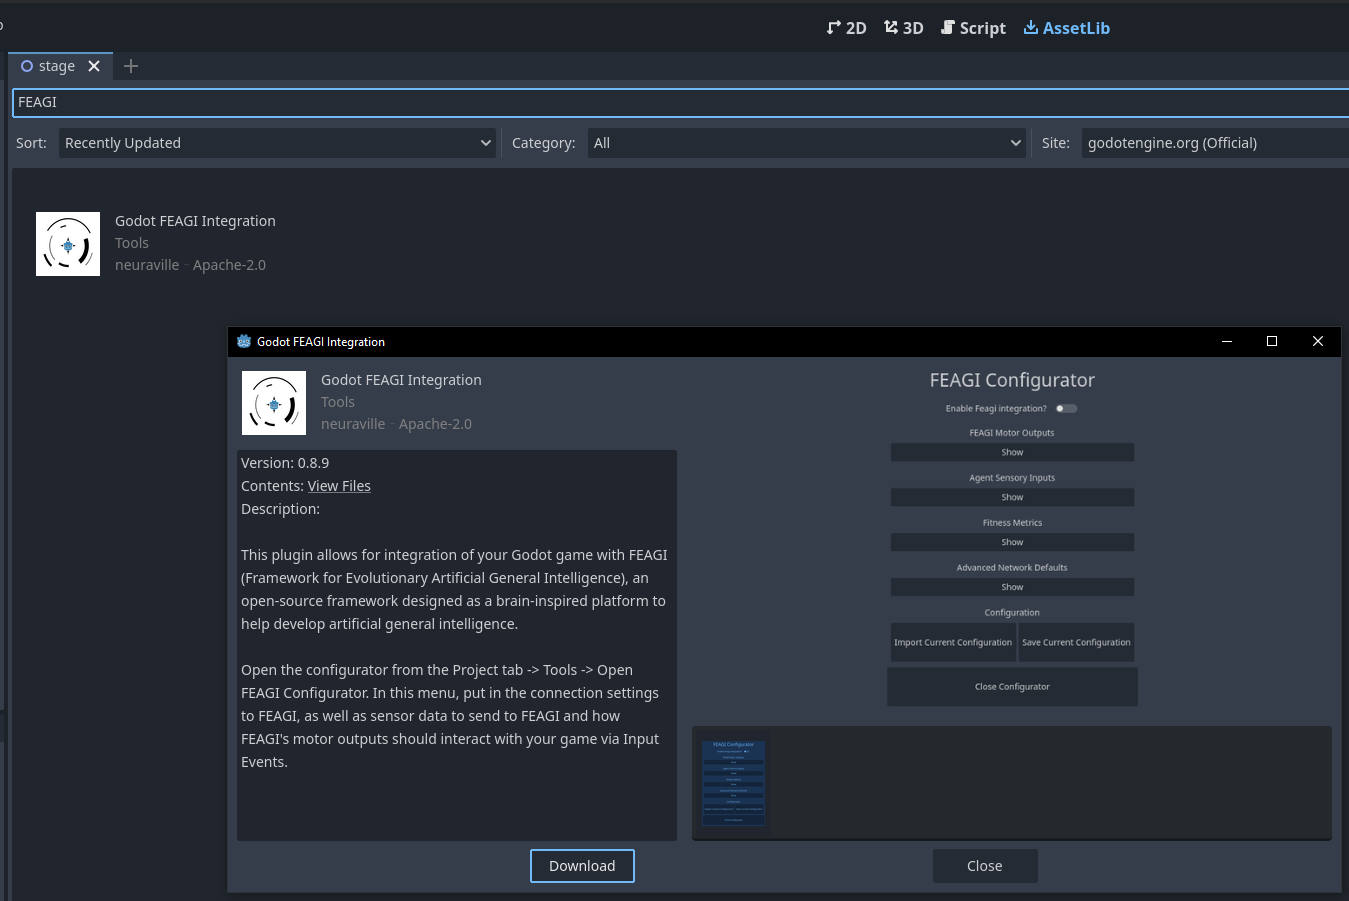 2D 3D Script AssetLib
stage
FEAGI
Sort: Recently Updated Category: All Site: godotengine.org (Official)
Godot FEAGI Integration
Tools
neuraville - Apache-2.0
Godot FEAGI Integration
Godot FEAGI Integration
Tools
neuraville - Apache-2.0
Version: 0.8.9
Contents: View Files
Description:
This plugin allows for integration of your Godot game with FEAGI
(Framework for Evolutionary Artificial General Intelligence), an
open-source framework designed as a brain-inspired platform to
help develop artificial general intelligence.
Open the configurator from the Project tab -> Tools -> Open
FEAGI Configurator. In this menu, put in the connection settings
to FEAGI, as well as sensor data to send to FEAGI and how
FEAGI's motor outputs should interact with your game via Input
Events.
FEAGI Configurator
Enable Feagi integration?
FEAGI Motor Outputs
Show
Agent Sensory Inputs
Show
Fitness Metrics
Show
Advanced Network Defaults
Show
Configuration
Import Current Configuration Save Current Configuration
Close Configurator
FEAGI Configurator
Download Close